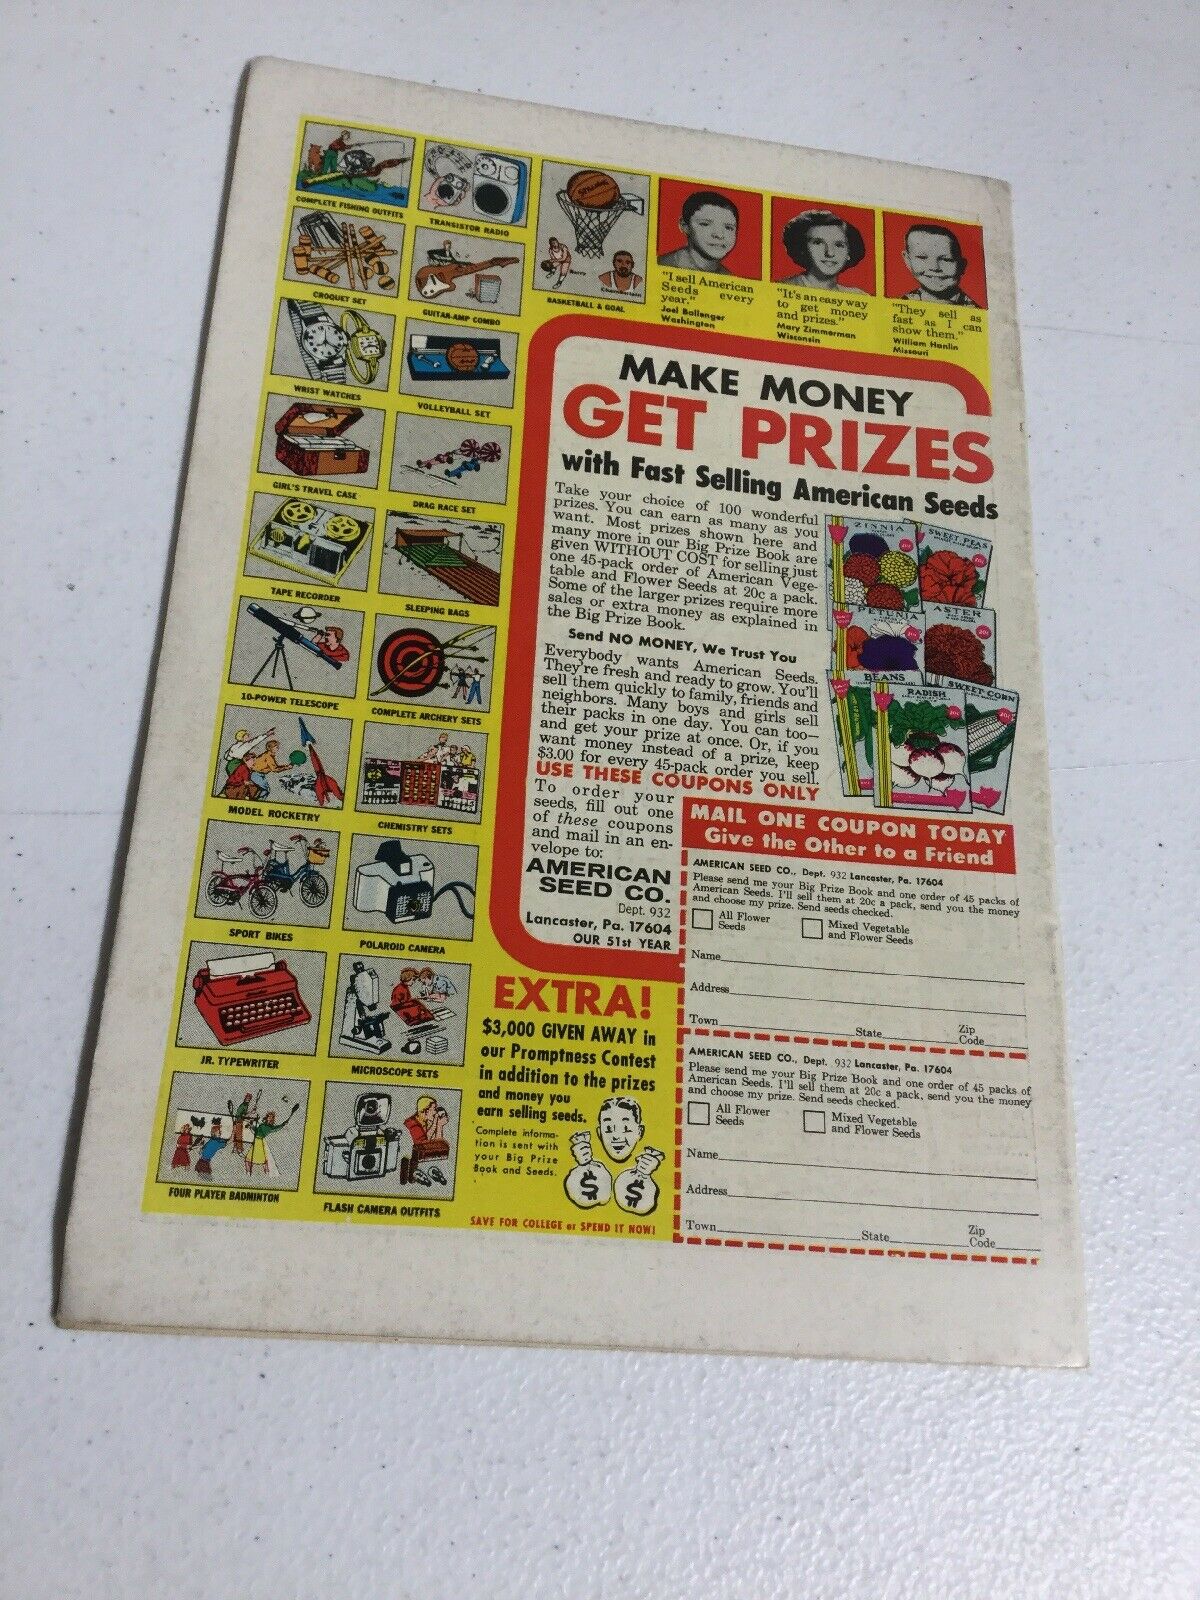 COMPLETE FISHING OUTFITS
TRANSISTOR RADIO
CROQUET SET
GUITAR-AMP COMBO
Spalding
Barry
Chamberlain
BASKETBALL & GOAL
WRIST WATCHES
VOLLEYBALL SET
GIRL'S TRAVEL CASE
DRAG RACE SET
TAPE RECORDER
SLEEPING BAGS
10-POWER TELESCOPE
COMPLETE ARCHERY SETS
MODEL ROCKETRY
CHEMISTRY SETS
SPORT BIKES
POLAROID CAMERA
JR. TYPEWRITER
MICROSCOPE SETS
FOUR PLAYER BADMINTON
FLASH CAMERA OUTFITS
"I sell American
Seeds every
year."
Joel Ballenger
Washington
"It's an easy way
to get money
and prizes."
Mary Zimmerman
Wisconsin
"They sell as
fast as I can
show them."
William Hanlin
Missouri
MAKE MONEY
GET PRIZES
with Fast Selling American Seeds
Take your choice of 100 wonderful
prizes. You can earn as many as you
want. Most prizes shown here and
many more in our Big Prize Book are
given WITHOUT COST for selling just
one 45-pack order of American Vege-
table and Flower Seeds at 20c a pack.
Some of the larger prizes require more
sales or extra money as explained in
the Big Prize Book.
Send NO MONEY, We Trust You
Everybody wants American Seeds.
They're fresh and ready to grow. You'll
sell them quickly to family, friends and
neighbors. Many boys and girls sell
their packs in one day. You can too—
and get your prize at once. Or, if you
want money instead of a prize, keep
$3.00 for every 45-pack order you sell.
ZINNIA
SWEET PEAS
PETUNIA
ASTER
BEANS
RADISH
SWEET CORN
USE THESE COUPONS ONLY
To order your
seeds, fill out one
of these coupons
and mail in an en-
velope to:
AMERICAN
SEED CO.
Dept. 932
Lancaster, Pa. 17604
OUR 51st YEAR
MAIL ONE COUPON TODAY
Give the Other to a Friend
AMERICAN SEED CO., Dept. 932 Lancaster, Pa. 17604
Please send me your Big Prize Book and one order of 45 packs of
American Seeds. I'll sell them at 20c a pack, send you the money
and choose my prize. Send seeds checked.
All Flower
Seeds
Mixed Vegetable
and Flower Seeds
Name
Address
Town State Zip
Code
AMERICAN SEED CO., Dept. 932 Lancaster, Pa. 17604
Please send me your Big Prize Book and one order of 45 packs of
American Seeds. I'll sell them at 20c a pack, send you the money
and choose my prize. Send seeds checked.
All Flower
Seeds
Mixed Vegetable
and Flower Seeds
Name
Address
Town State Zip
Code
EXTRA!
$3,000 GIVEN AWAY in
our Promptness Contest
in addition to the prizes
and money you
earn selling seeds.
Complete informa-
tion is sent with
your Big Prize
Book and Seeds.
$ $
SAVE FOR COLLEGE or SPEND IT NOW!